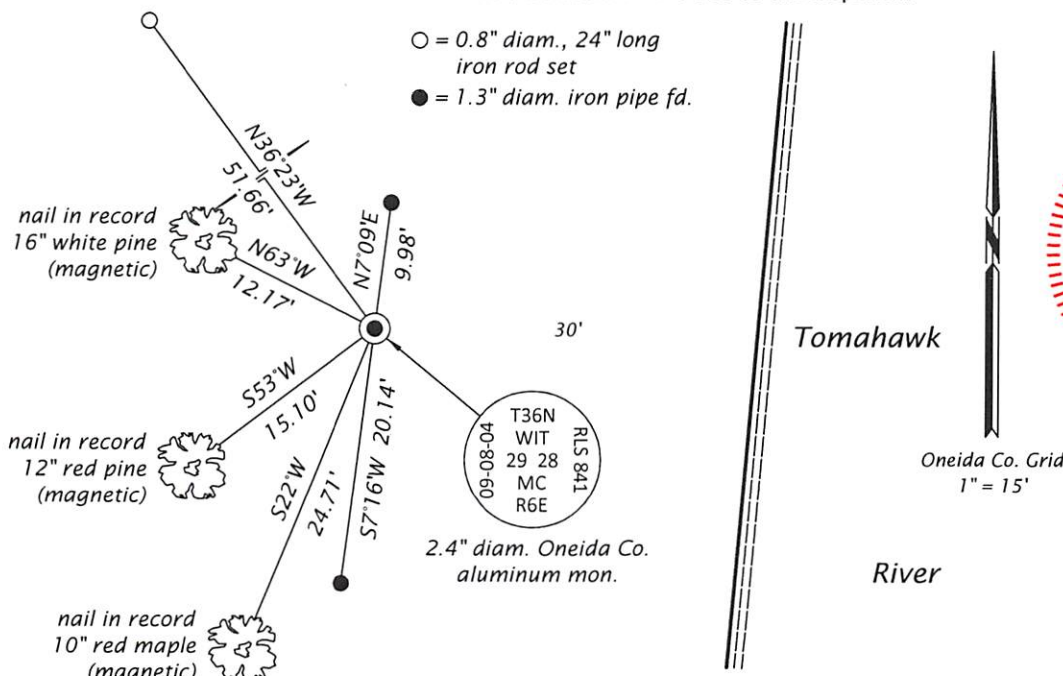 ○ = 0.8" diam., 24" long
iron rod set
● = 1.3" diam. iron pipe fd.
N36°23'W
51.66'
nail in record
16" white pine
(magnetic)
N63°W
12.17'
N7°09'E
9.98'
30'
Tomahawk
N
S53°W
15.10'
nail in record
12" red pine
(magnetic)
S22°W
24.71'
S7°16'W 20.14'
09-08-04
T36N
WIT
29 28
MC
R6E
RLS 841
2.4" diam. Oneida Co.
aluminum mon.
Oneida Co. Grid
1" = 15'
River
nail in record
10" red maple
(magnetic)